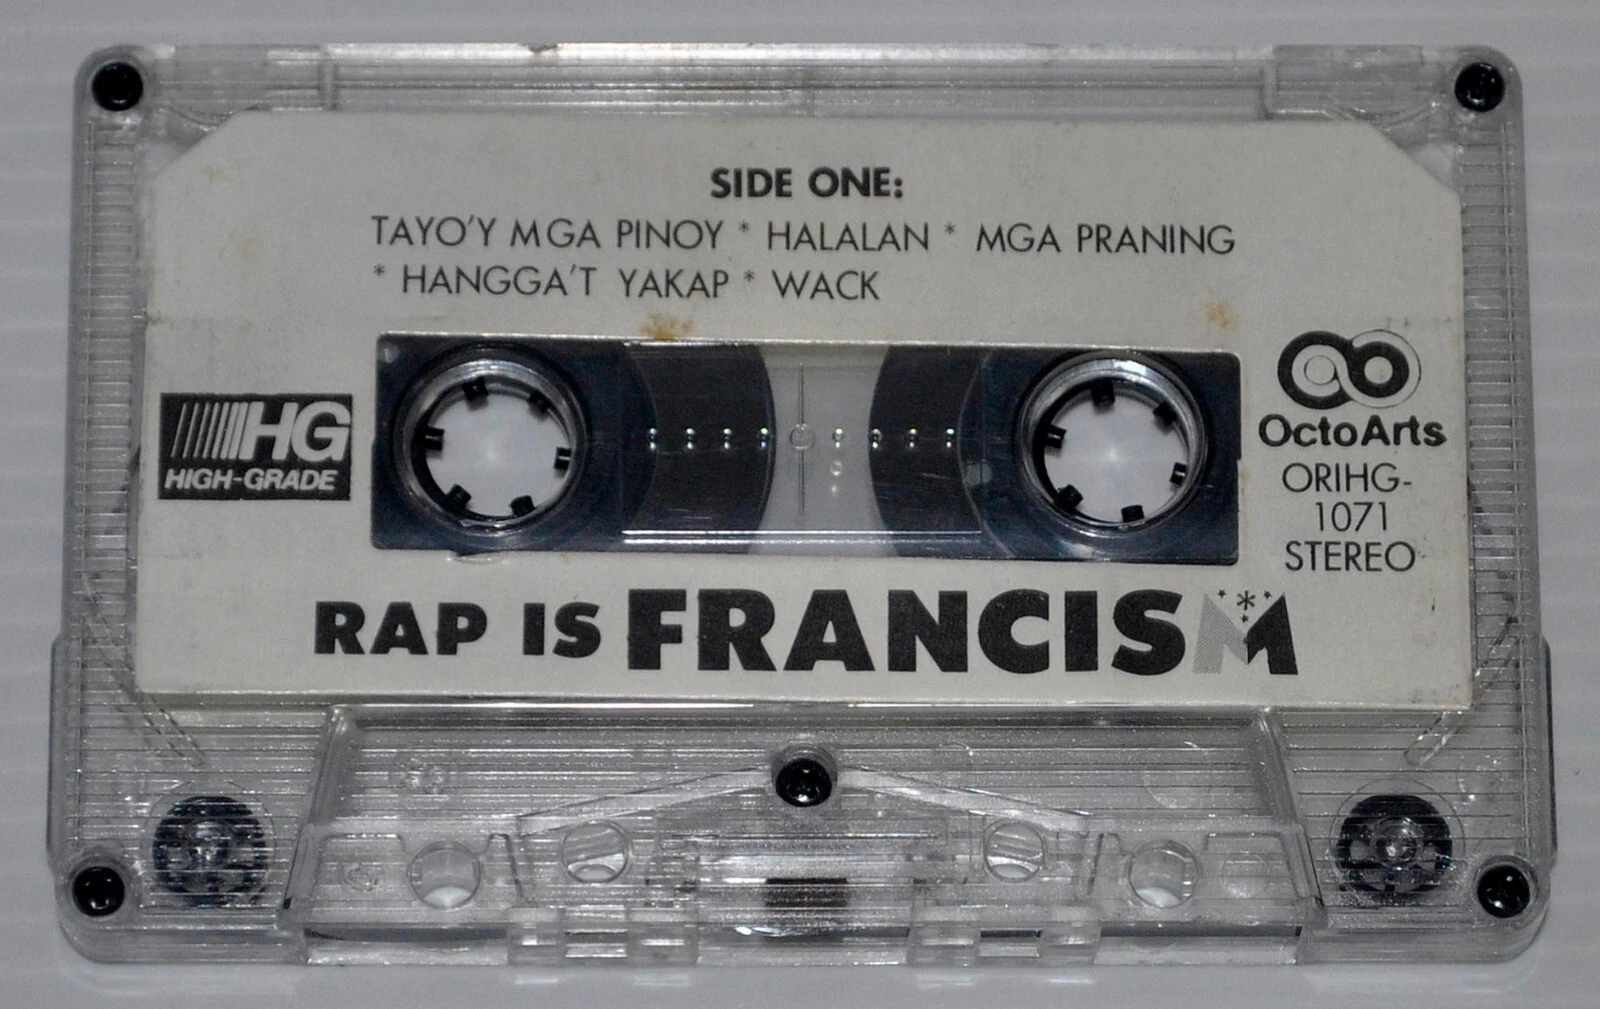 SIDE ONE:
TAYO'Y MGA PINOY * HALALAN * MGA PRANING
* HANGGA'T YAKAP * WACK
HG
HIGH-GRADE
OctoArts
ORIHG-
1071
STEREO
RAP IS FRANCISM